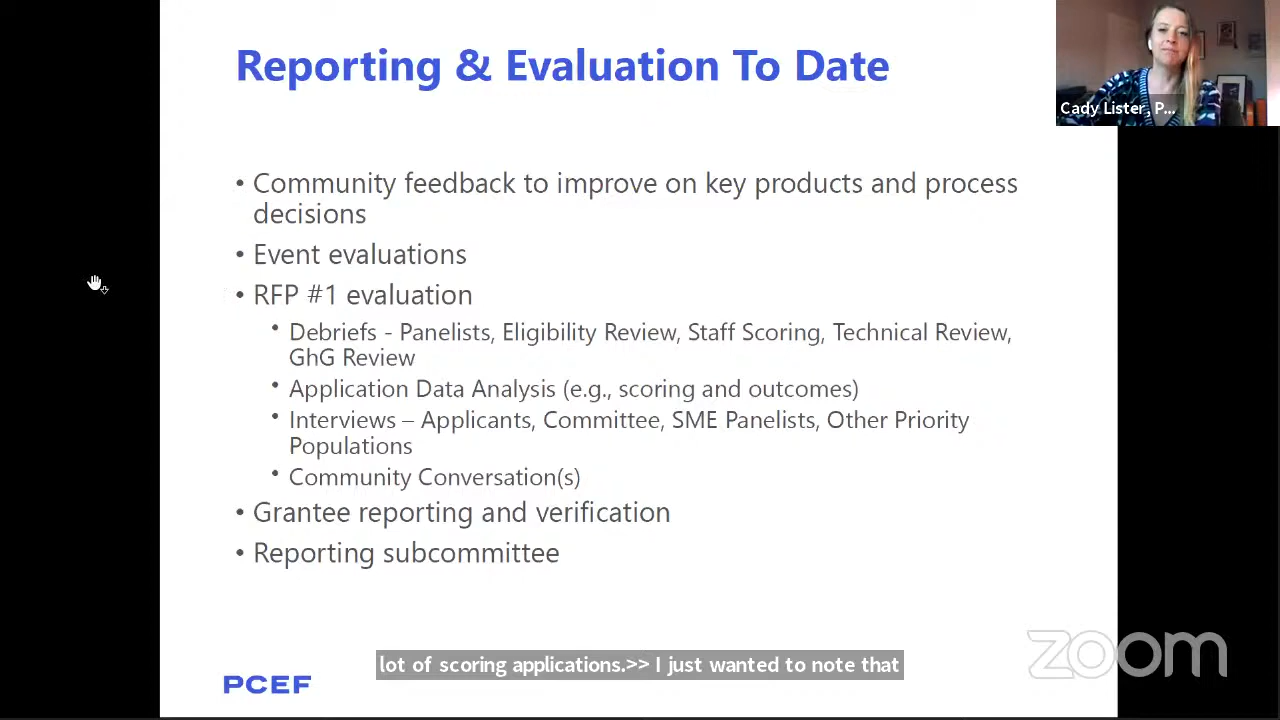 Reporting & Evaluation To Date
Cady Lister, P...
• Community feedback to improve on key products and process
decisions
• Event evaluations
• RFP #1 evaluation
• Debriefs - Panelists, Eligibility Review, Staff Scoring, Technical Review,
GhG Review
• Application Data Analysis (e.g., scoring and outcomes)
• Interviews – Applicants, Committee, SME Panelists, Other Priority
Populations
• Community Conversation(s)
• Grantee reporting and verification
• Reporting subcommittee
lot of scoring applications.>> I just wanted to note that
PCEF
zoom